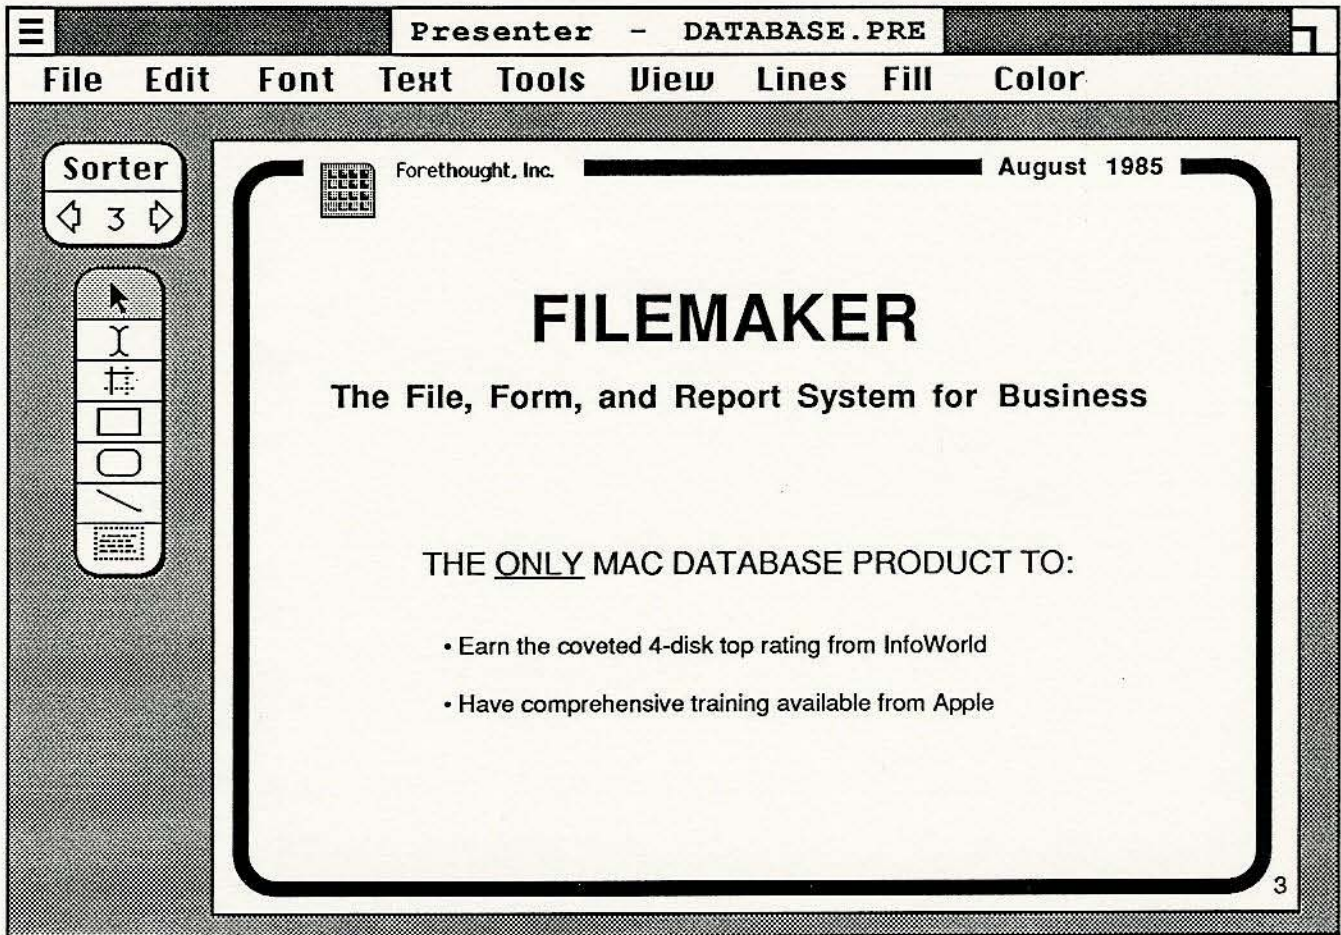 Presenter - DATABASE.PRE
File Edit Font Text Tools View Lines Fill Color
Sorter
3
Forethought, Inc.
August 1985
FILEMAKER
The File, Form, and Report System for Business
THE ONLY MAC DATABASE PRODUCT TO:
• Earn the coveted 4-disk top rating from InfoWorld
• Have comprehensive training available from Apple
3